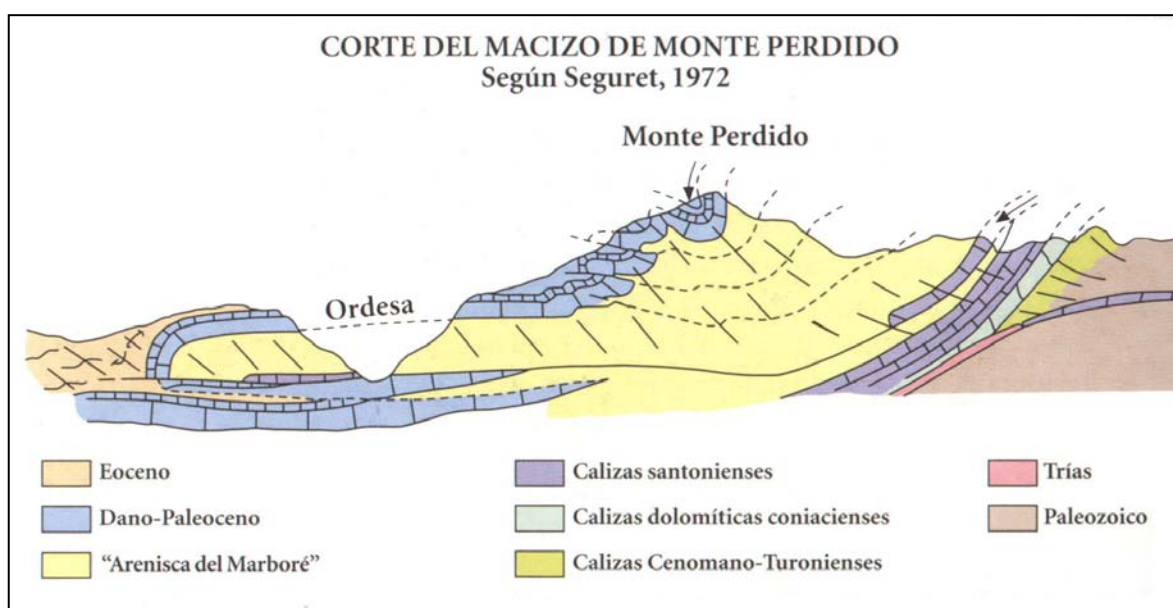 CORTE DEL MACIZO DE MONTE PERDIDO
Según Seguret, 1972
Monte Perdido
Ordesa
Eoceno
Dano-Paleoceno
“Arenisca del Marboré”
Calizas santonienses
Calizas dolomíticas coniacienses
Calizas Cenomano-Turonienses
Trías
Paleozoico